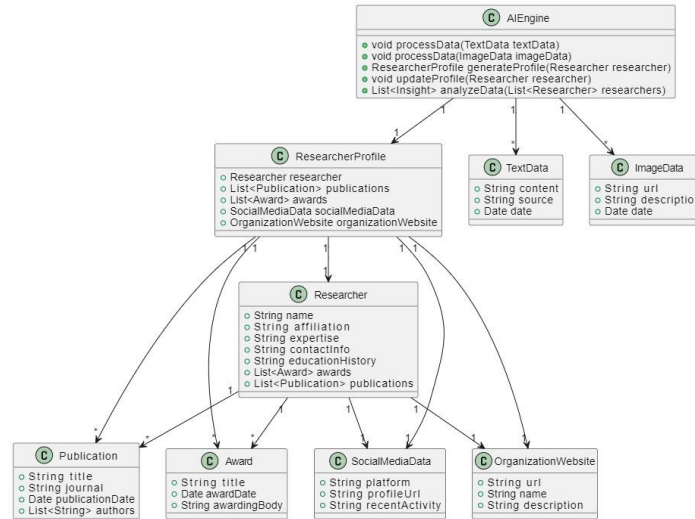 C AIEngine
void processData(TextData textData)
void processData(ImageData imageData)
ResearcherProfile generateProfile(Researcher researcher)
void updateProfile(Researcher researcher)
List<Insight> analyzeData(List<Researcher> researchers)
1 1 1
1 * *
C ResearcherProfile
Researcher researcher
List<Publication> publications
List<Award> awards
SocialMediaData socialMediaData
OrganizationWebsite organizationWebsite
C TextData
String content
String source
Date date
C ImageData
String url
String description
Date date
1 1 1 1 1
1
C Researcher
String name
String affiliation
String expertise
String contactInfo
String educationHistory
List<Award> awards
List<Publication> publications
1 1 1 1
* * * * 1 1 1 1
C Publication
String title
String journal
Date publicationDate
List<String> authors
C Award
String title
Date awardDate
String awardingBody
C SocialMediaData
String platform
String profileUrl
String recentActivity
C OrganizationWebsite
String url
String name
String description